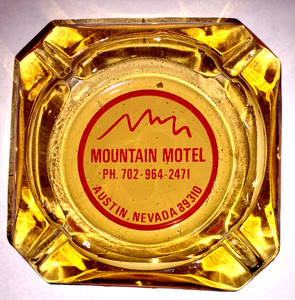 MOUNTAIN MOTEL
PH. 702-964-2471
AUSTIN, NEVADA 89310